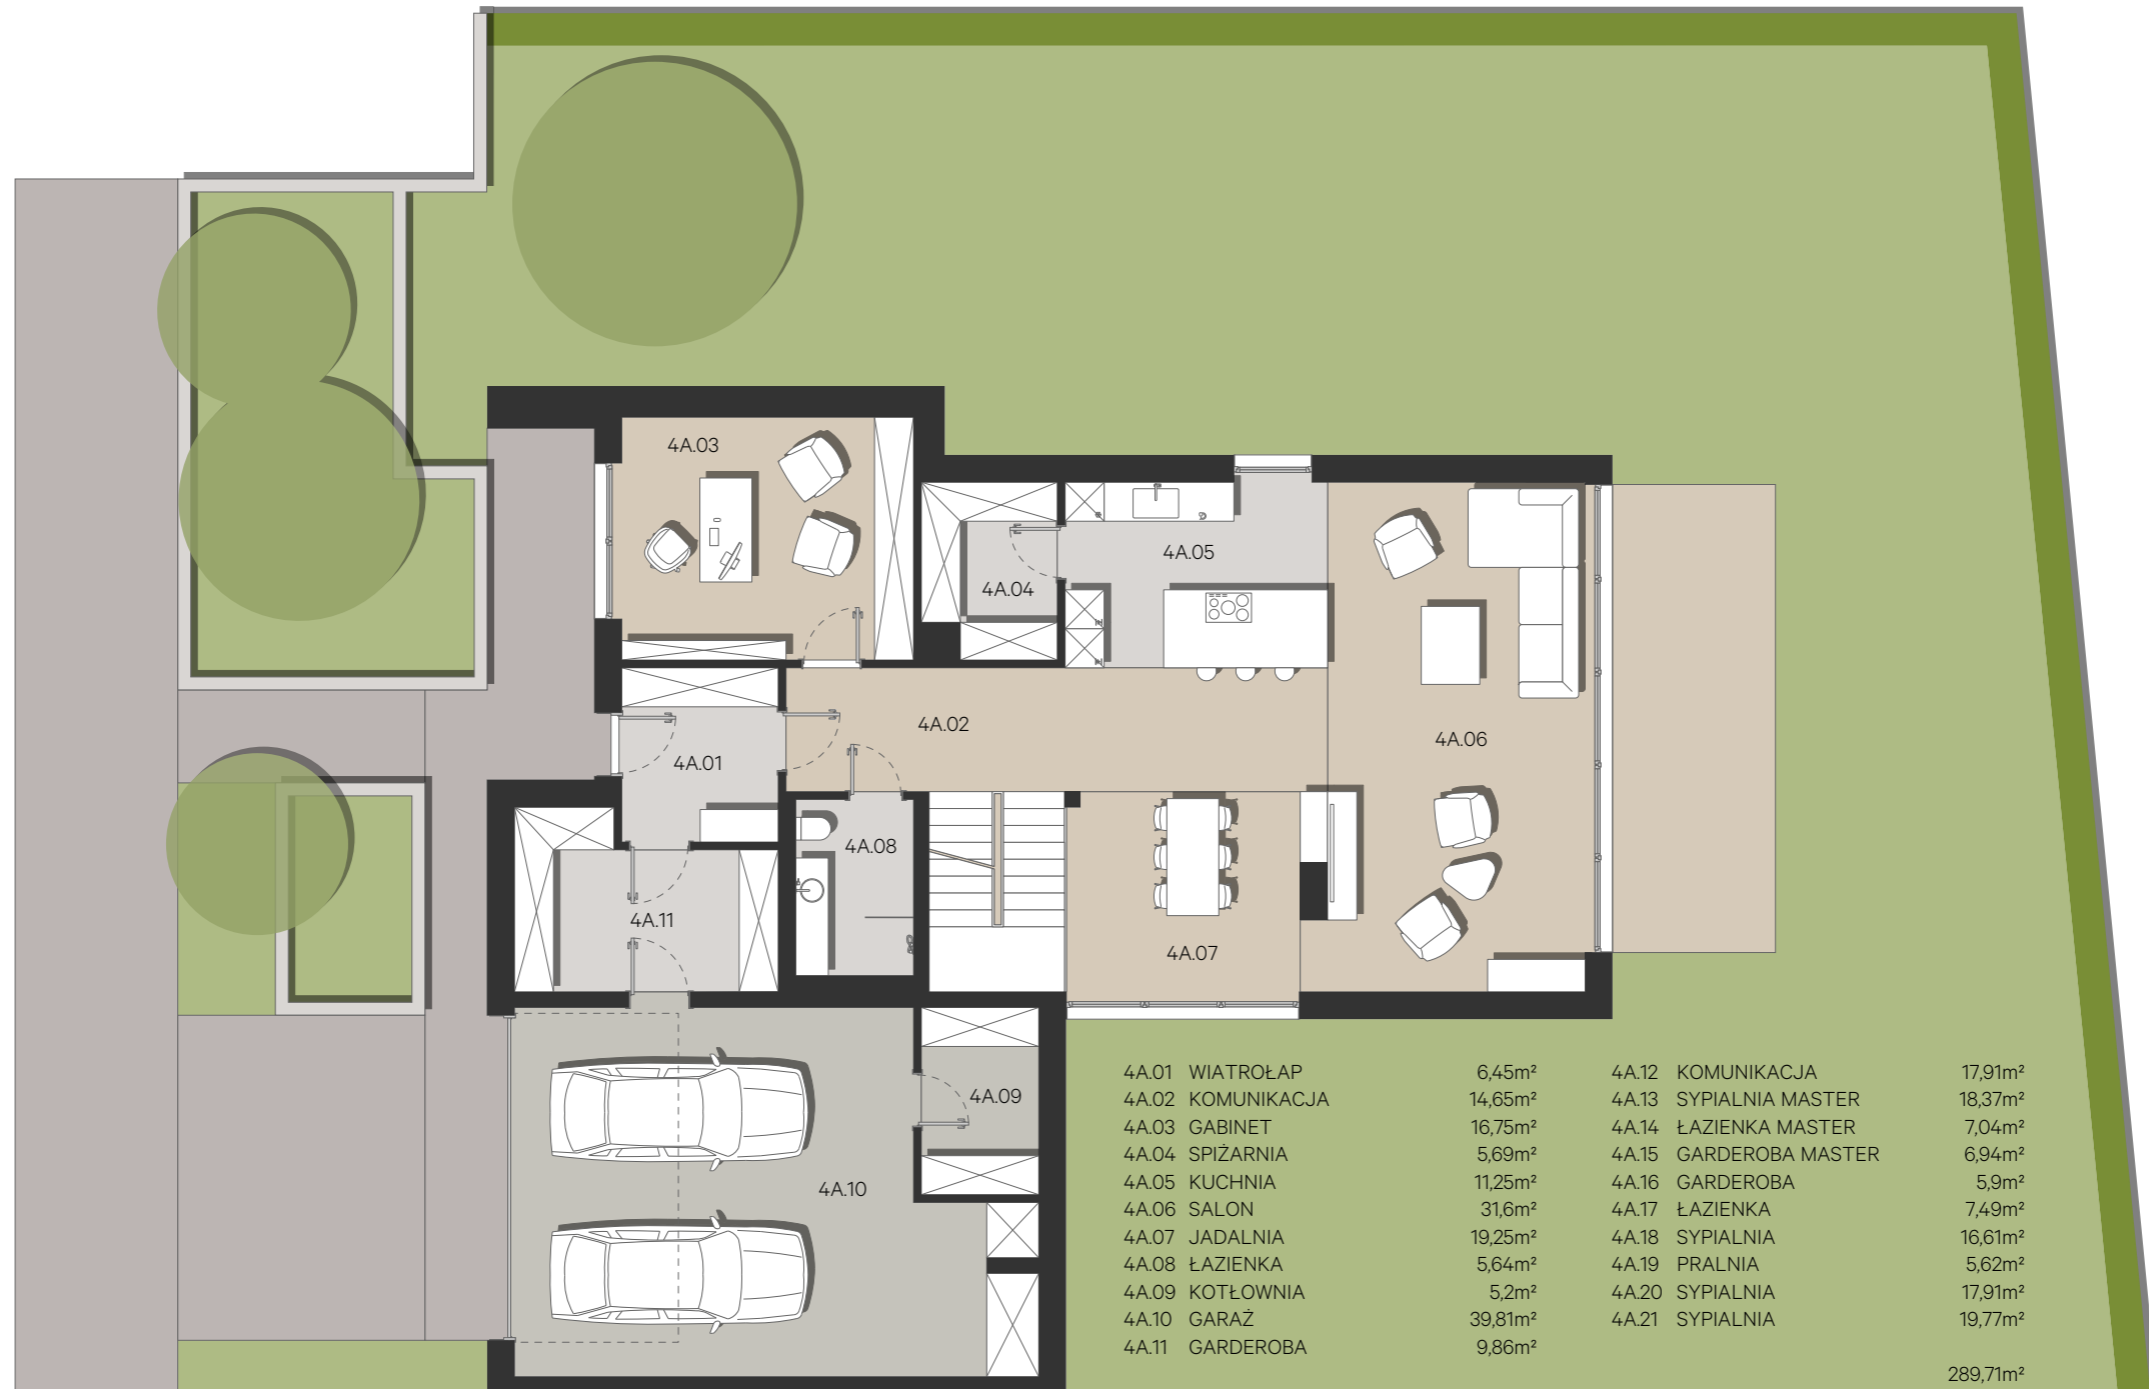 4A.03
4A.05
4A.04
4A.02
4A.06
4A.01
4A.08
4A.11
4A.07
4A.09
4A.10
4A.01 WIATROŁAP 6,45m²
4A.02 KOMUNIKACJA 14,65m²
4A.03 GABINET 16,75m²
4A.04 SPIŻARNIA 5,69m²
4A.05 KUCHNIA 11,25m²
4A.06 SALON 31,6m²
4A.07 JADALNIA 19,25m²
4A.08 ŁAZIENKA 5,64m²
4A.09 KOTŁOWNIA 5,2m²
4A.10 GARAŻ 39,81m²
4A.11 GARDEROBA 9,86m²
4A.12 KOMUNIKACJA 17,91m²
4A.13 SYPIALNIA MASTER 18,37m²
4A.14 ŁAZIENKA MASTER 7,04m²
4A.15 GARDEROBA MASTER 6,94m²
4A.16 GARDEROBA 5,9m²
4A.17 ŁAZIENKA 7,49m²
4A.18 SYPIALNIA 16,61m²
4A.19 PRALNIA 5,62m²
4A.20 SYPIALNIA 17,91m²
4A.21 SYPIALNIA 19,77m²
289,71m²